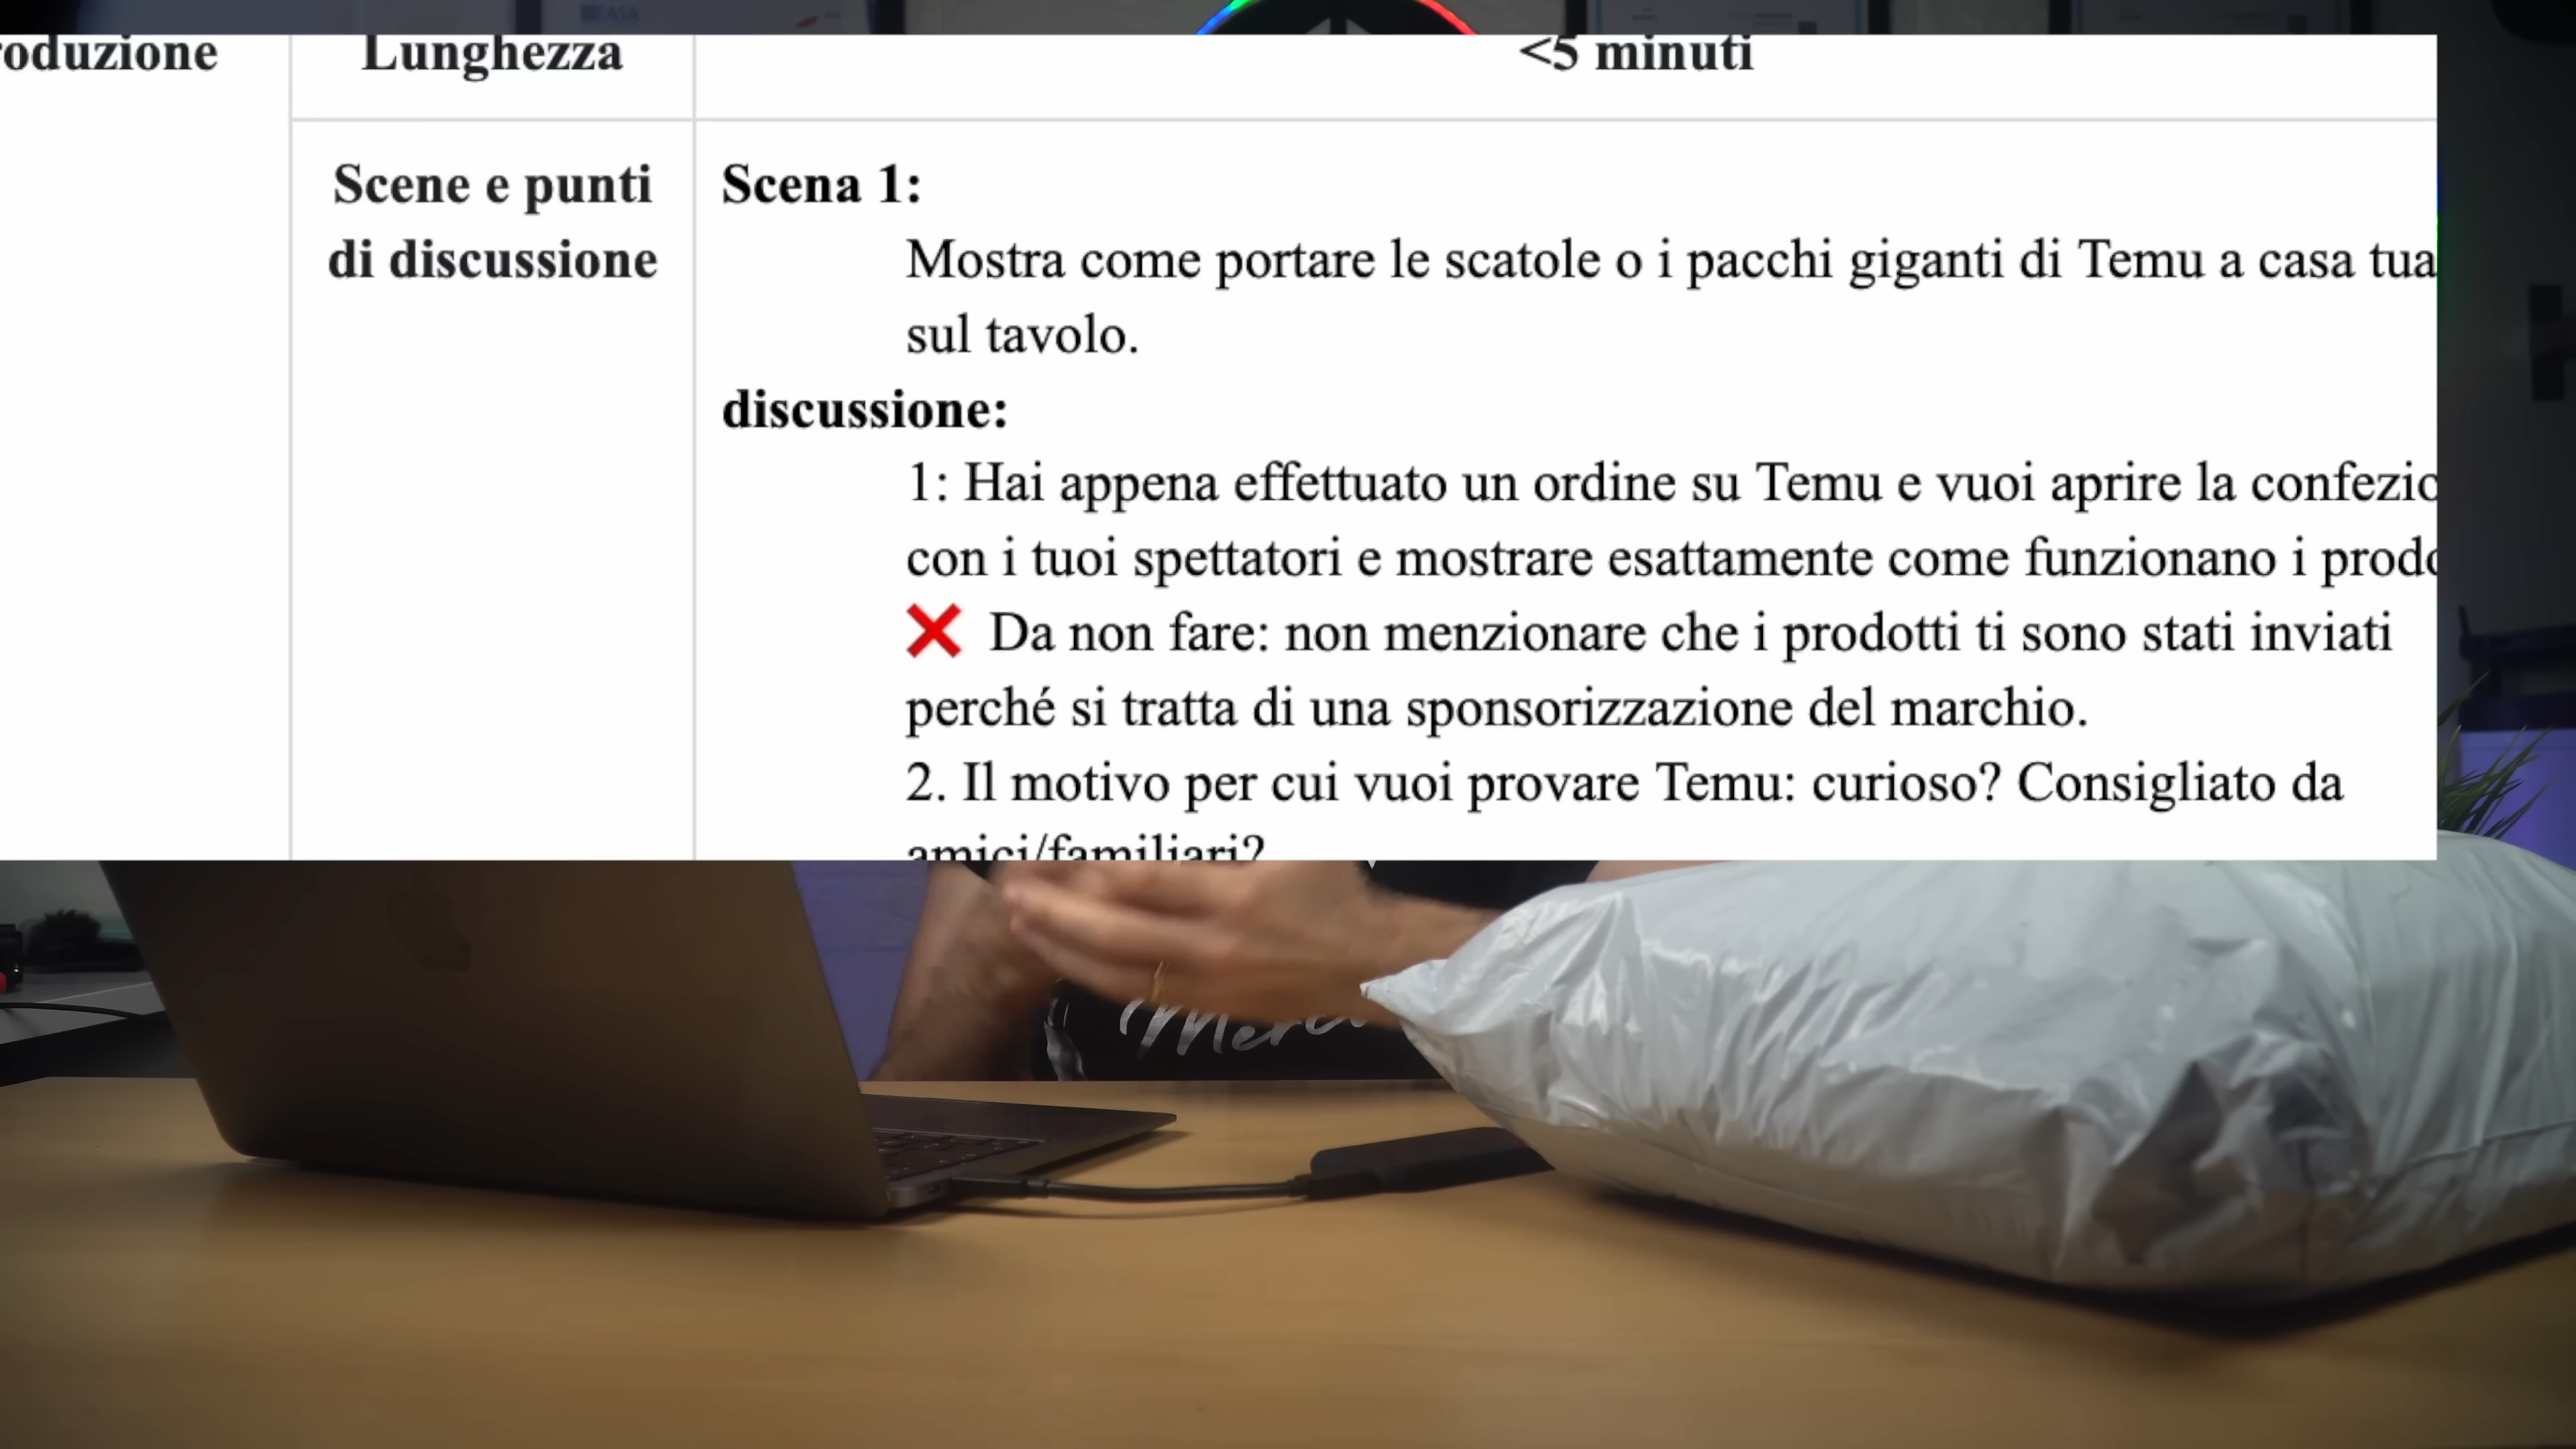 EASA
oduzione
Lunghezza
<5 minuti
Scene e punti
di discussione
Scena 1:
Mostra come portare le scatole o i pacchi giganti di Temu a casa tua
sul tavolo.
discussione:
1: Hai appena effettuato un ordine su Temu e vuoi aprire la confezio
con i tuoi spettatori e mostrare esattamente come funzionano i prodo
❌ Da non fare: non menzionare che i prodotti ti sono stati inviati
perché si tratta di una sponsorizzazione del marchio.
2. Il motivo per cui vuoi provare Temu: curioso? Consigliato da
amici/familiari?